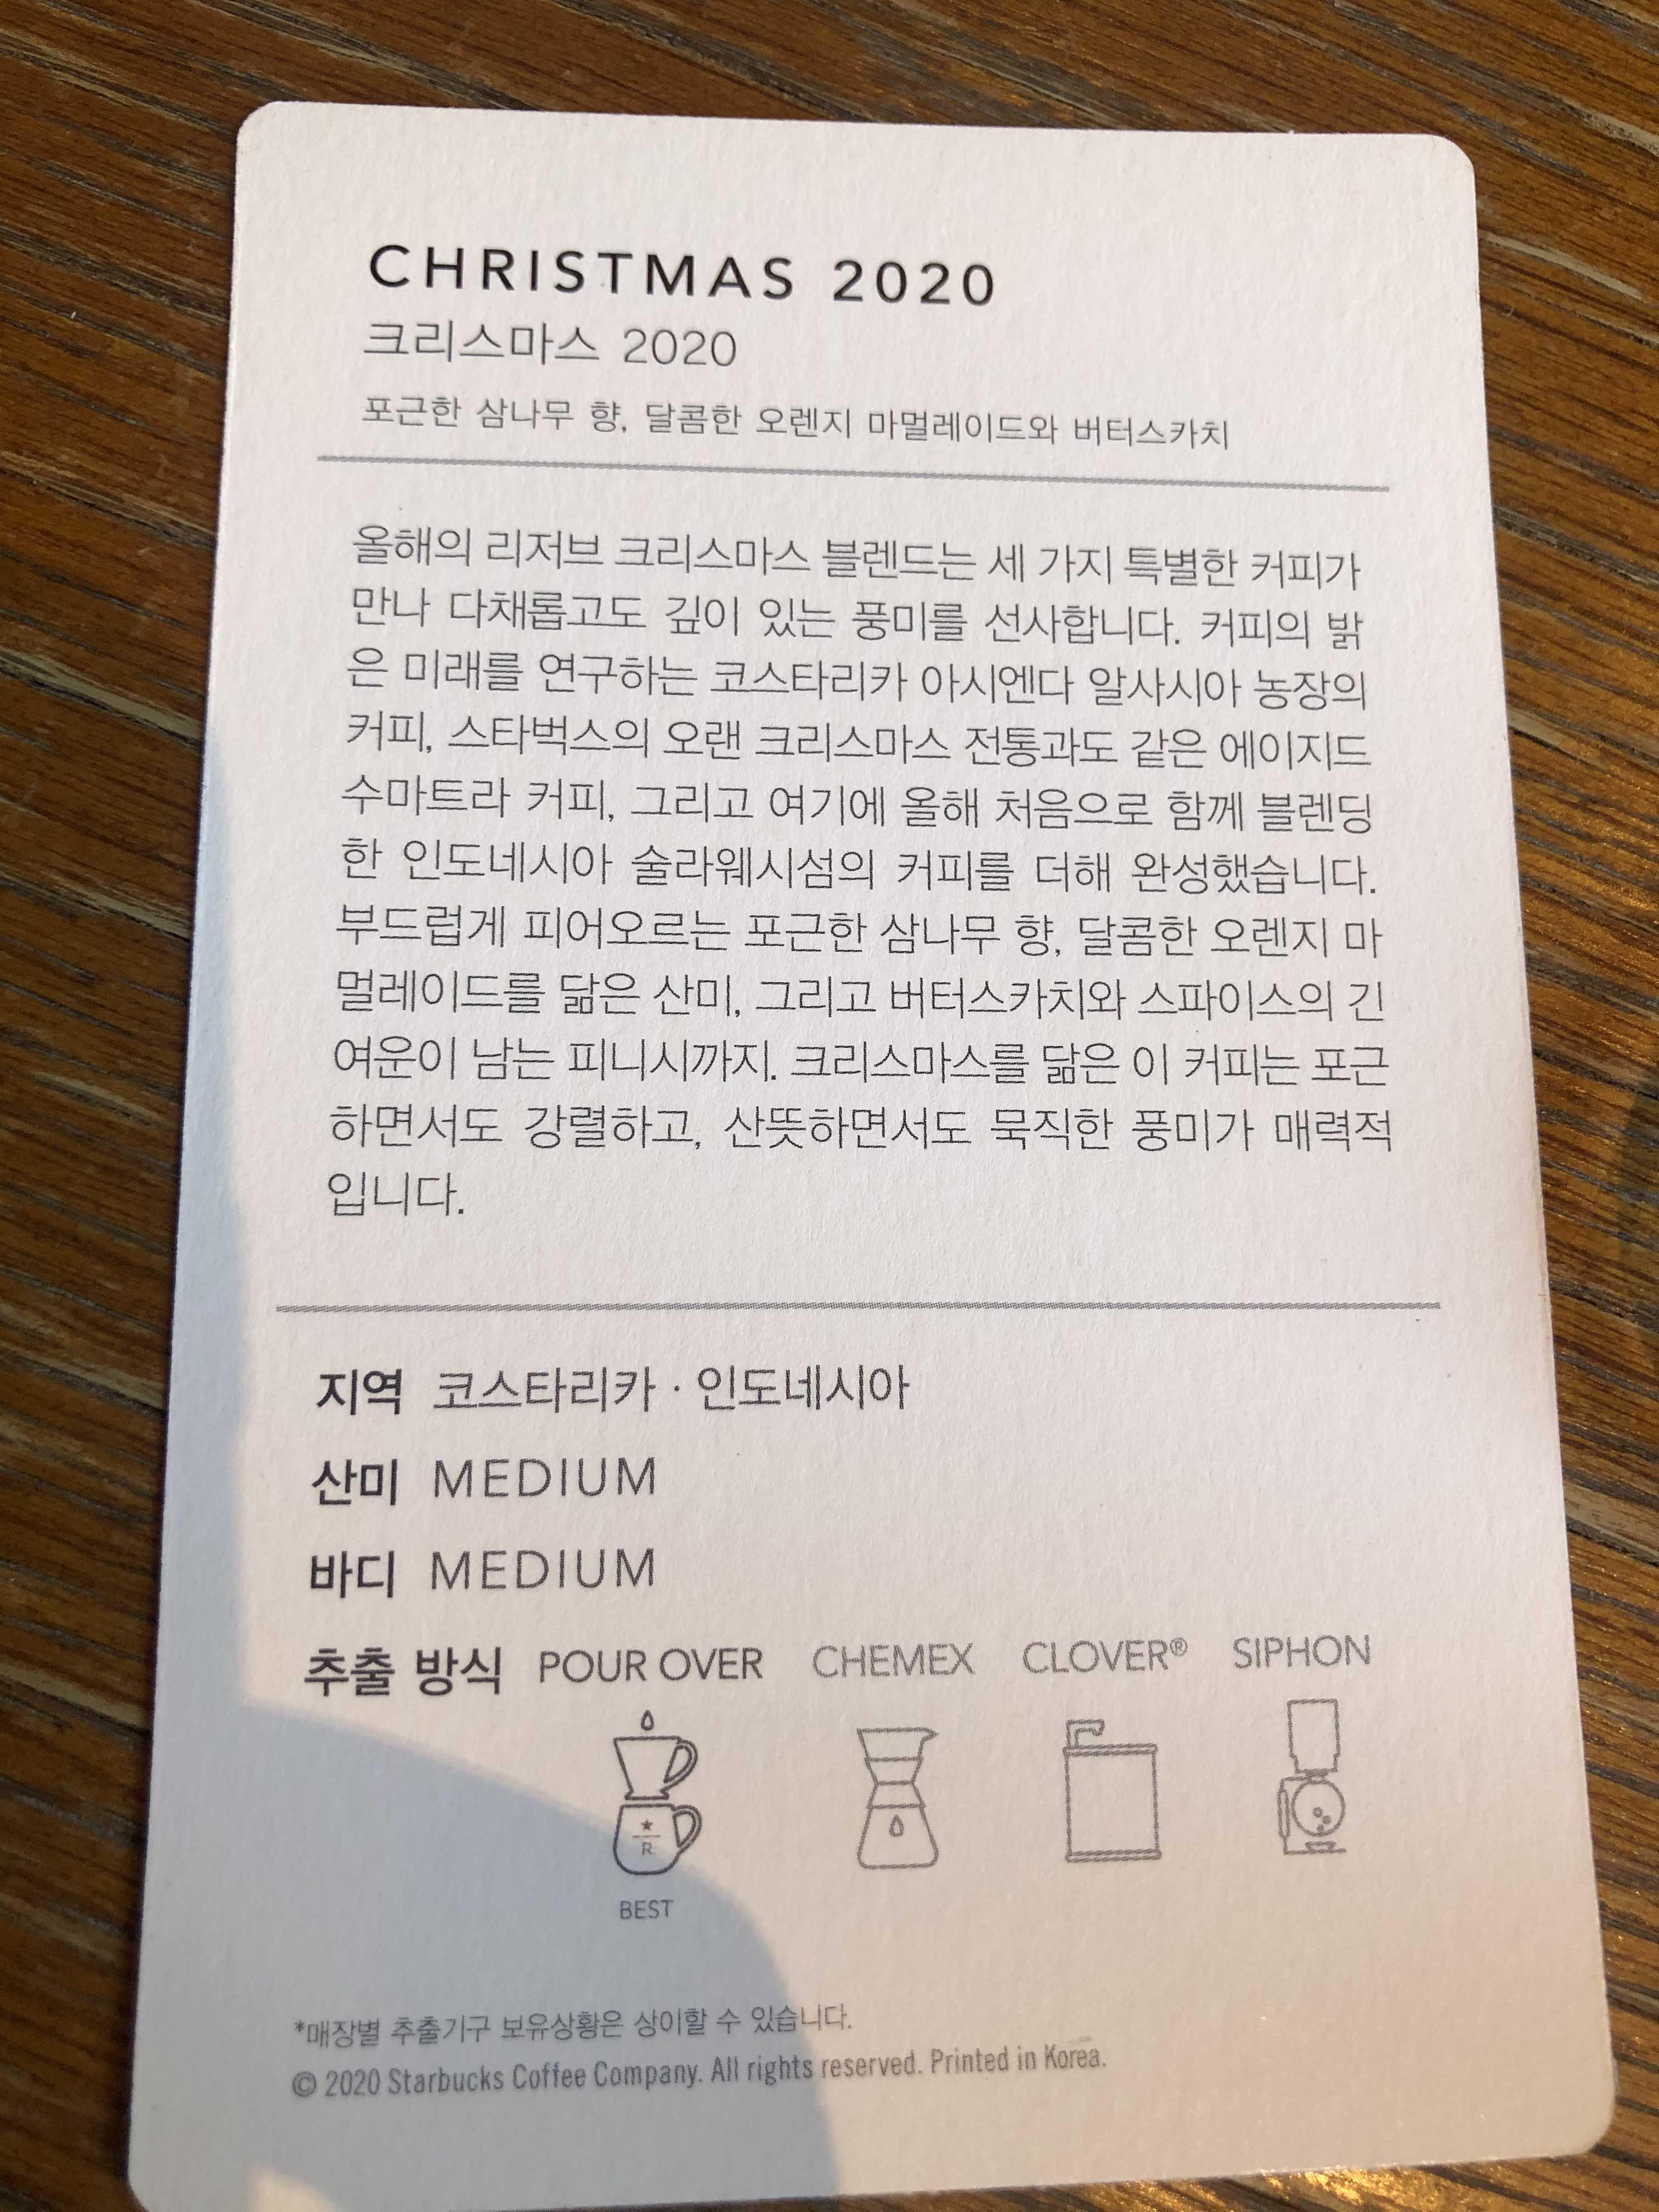 CHRISTMAS 2020
크리스마스 2020
포근한 삼나무 향, 달콤한 오렌지 마멀레이드와 버터스카치
올해의 리저브 크리스마스 블렌드는 세 가지 특별한 커피가
만나 다채롭고도 깊이 있는 풍미를 선사합니다. 커피의 밝
은 미래를 연구하는 코스타리카 아시엔다 알사시아 농장의
커피, 스타벅스의 오랜 크리스마스 전통과도 같은 에이지드
수마트라 커피, 그리고 여기에 올해 처음으로 함께 블렌딩
한 인도네시아 술라웨시섬의 커피를 더해 완성했습니다.
부드럽게 피어오르는 포근한 삼나무 향, 달콤한 오렌지 마
멀레이드를 닮은 산미, 그리고 버터스카치와 스파이스의 긴
여운이 남는 피니시까지. 크리스마스를 닮은 이 커피는 포근
하면서도 강렬하고, 산뜻하면서도 묵직한 풍미가 매력적
입니다.
지역 코스타리카 · 인도네시아
산미 MEDIUM
바디 MEDIUM
추출 방식 POUR OVER CHEMEX CLOVER® SIPHON
R
BEST
*매장별 추출기구 보유상황은 상이할 수 있습니다.
© 2020 Starbucks Coffee Company. All rights reserved. Printed in Korea.